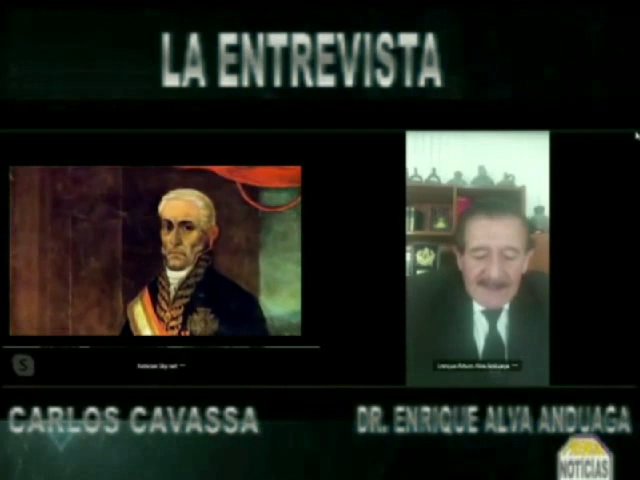 LA ENTREVISTA
CARLOS CAVASSA
DR. ENRIQUE ALVA ANDUAGA
NOTICIAS